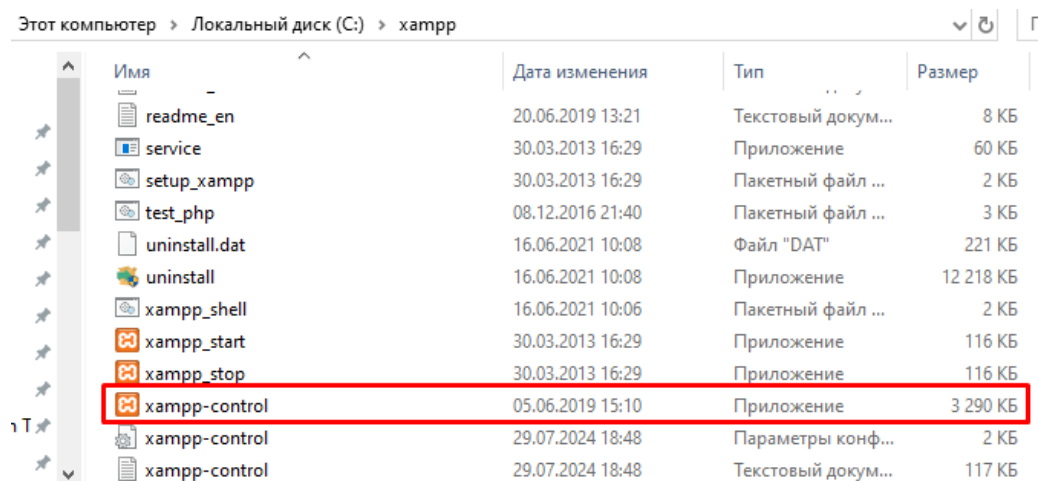 Этот компьютер > Локальный диск (C:) > xampp
Имя Дата изменения Тип Размер
readme_en 20.06.2019 13:21 Текстовый докум... 8 КБ
service 30.03.2013 16:29 Приложение 60 КБ
setup_xampp 30.03.2013 16:29 Пакетный файл ... 2 КБ
test_php 08.12.2016 21:40 Пакетный файл ... 3 КБ
uninstall.dat 16.06.2021 10:08 Файл "DAT" 221 КБ
uninstall 16.06.2021 10:08 Приложение 12 218 КБ
xampp_shell 16.06.2021 10:06 Пакетный файл ... 2 КБ
xampp_start 30.03.2013 16:29 Приложение 116 КБ
xampp_stop 30.03.2013 16:29 Приложение 116 КБ
xampp-control 05.06.2019 15:10 Приложение 3 290 КБ
xampp-control 29.07.2024 18:48 Параметры конф... 2 КБ
xampp-control 29.07.2024 18:48 Текстовый докум... 117 КБ